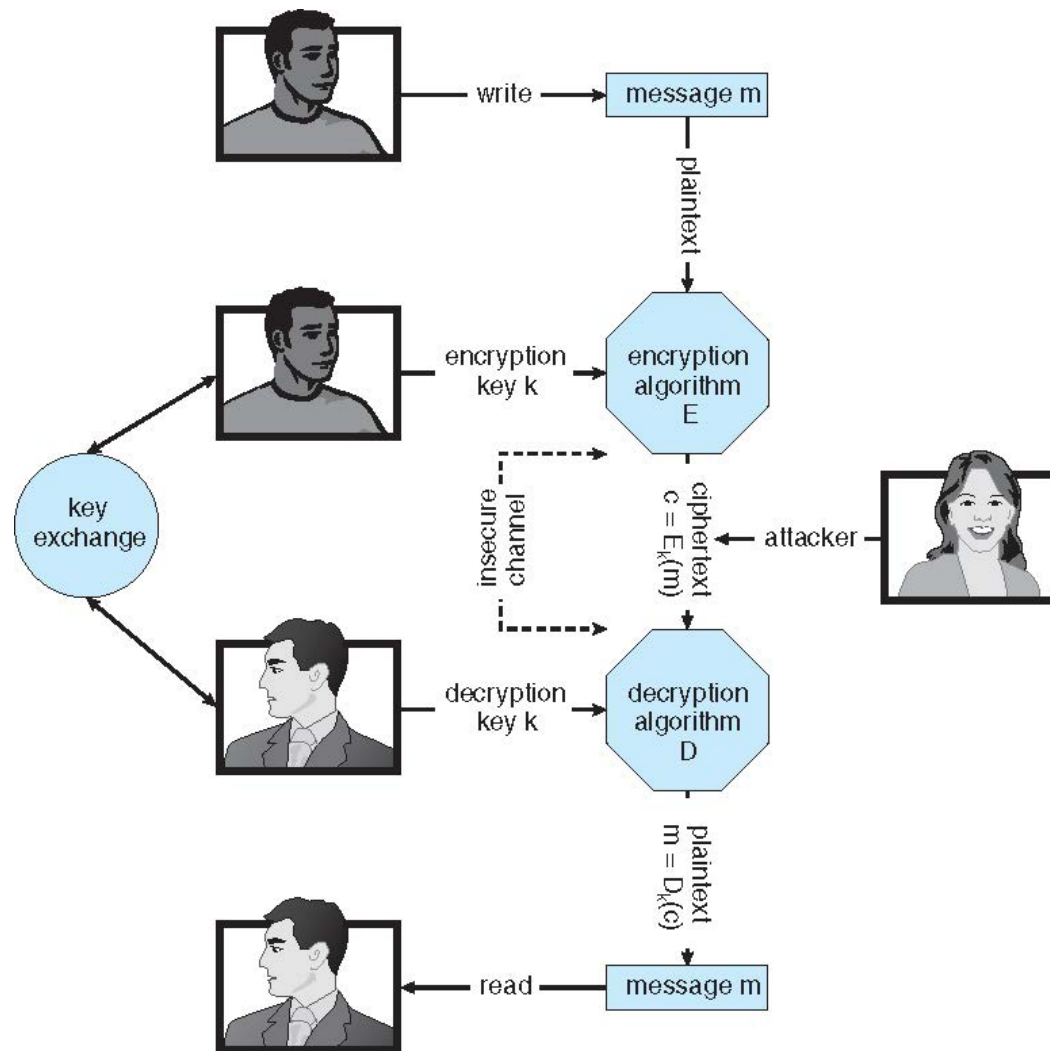 write
message m
plaintext
encryption
key k
encryption
algorithm
E
key
exchange
insecure
channel
ciphertext
c = Eₖ(m)
attacker
decryption
key k
decryption
algorithm
D
plaintext
m = Dₖ(c)
read
message m